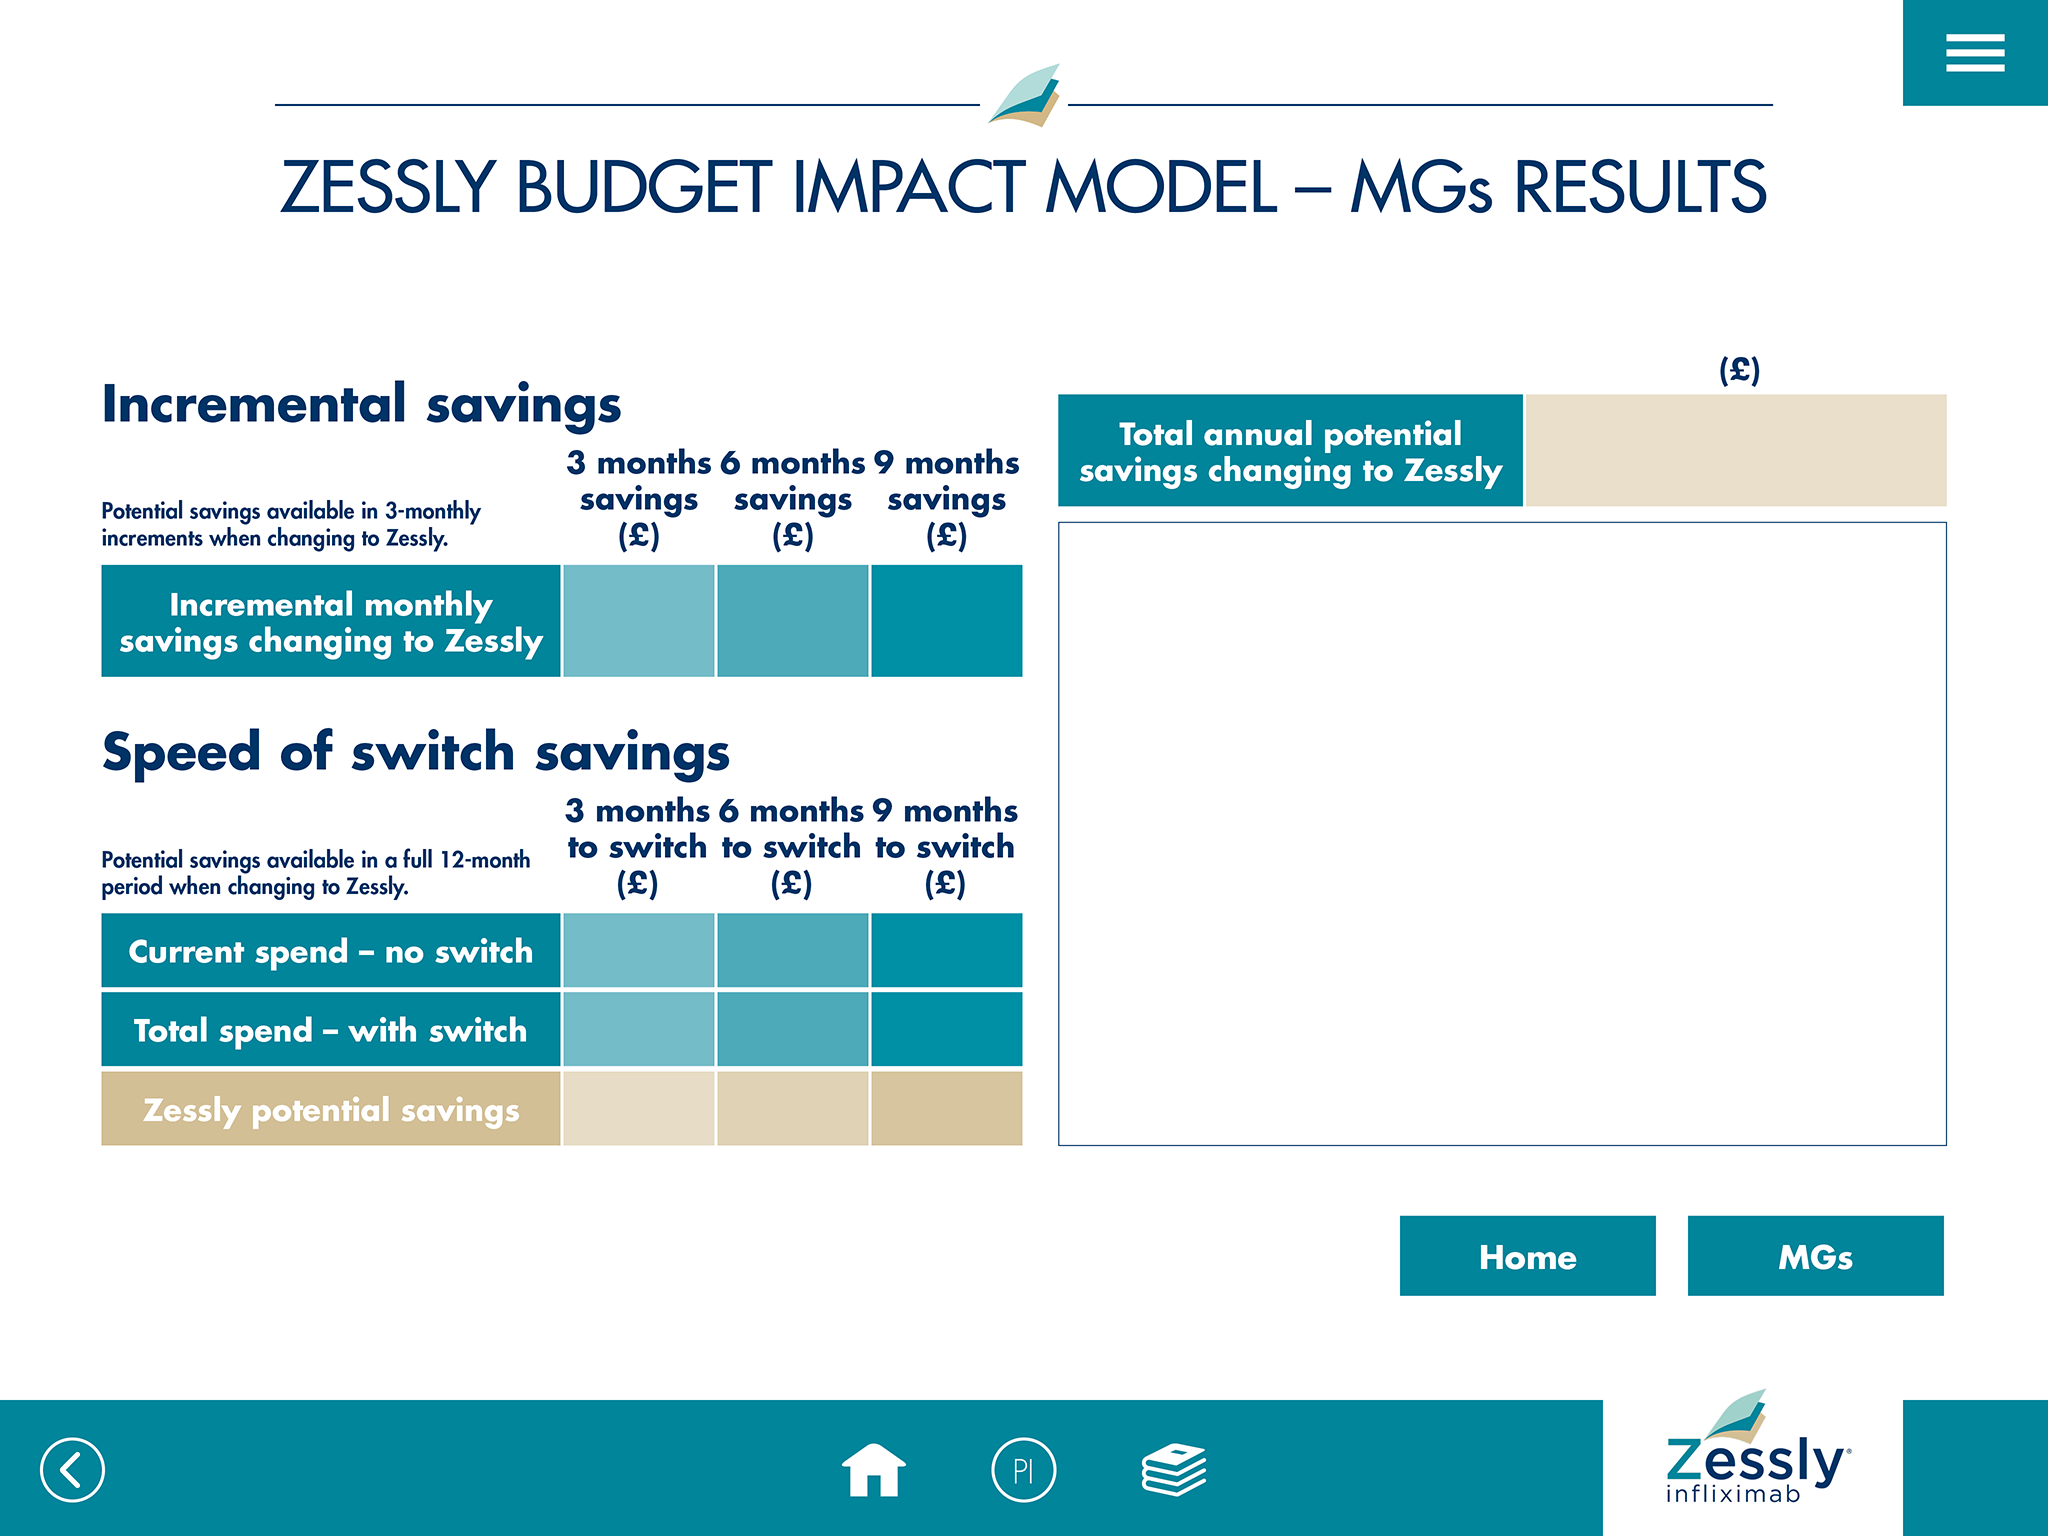 ZESSLY BUDGET IMPACT MODEL – MGs RESULTS
Incremental savings
Potential savings available in 3-monthly
increments when changing to Zessly.
3 months 6 months 9 months
savings savings savings
(£) (£) (£)
Incremental monthly
savings changing to Zessly
Speed of switch savings
Potential savings available in a full 12-month
period when changing to Zessly.
3 months 6 months 9 months
to switch to switch to switch
(£) (£) (£)
Current spend – no switch
Total spend – with switch
Zessly potential savings
(£)
Total annual potential
savings changing to Zessly
Home
MGs
PI
Zessly®
infliximab